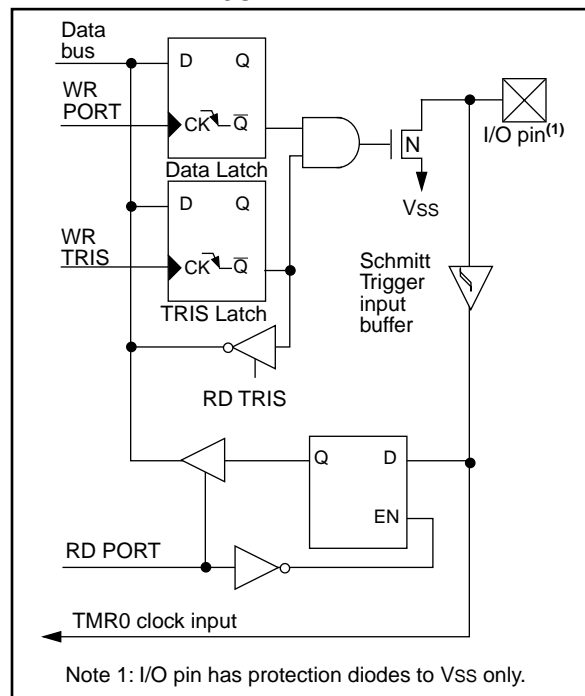 Data
bus
D Q
WR
PORT
CK Q
Data Latch
N
I/O pin(1)
VSS
D Q
WR
TRIS
CK Q
TRIS Latch
Schmitt
Trigger
input
buffer
RD TRIS
Q D
EN
RD PORT
TMR0 clock input
Note 1: I/O pin has protection diodes to VSS only.